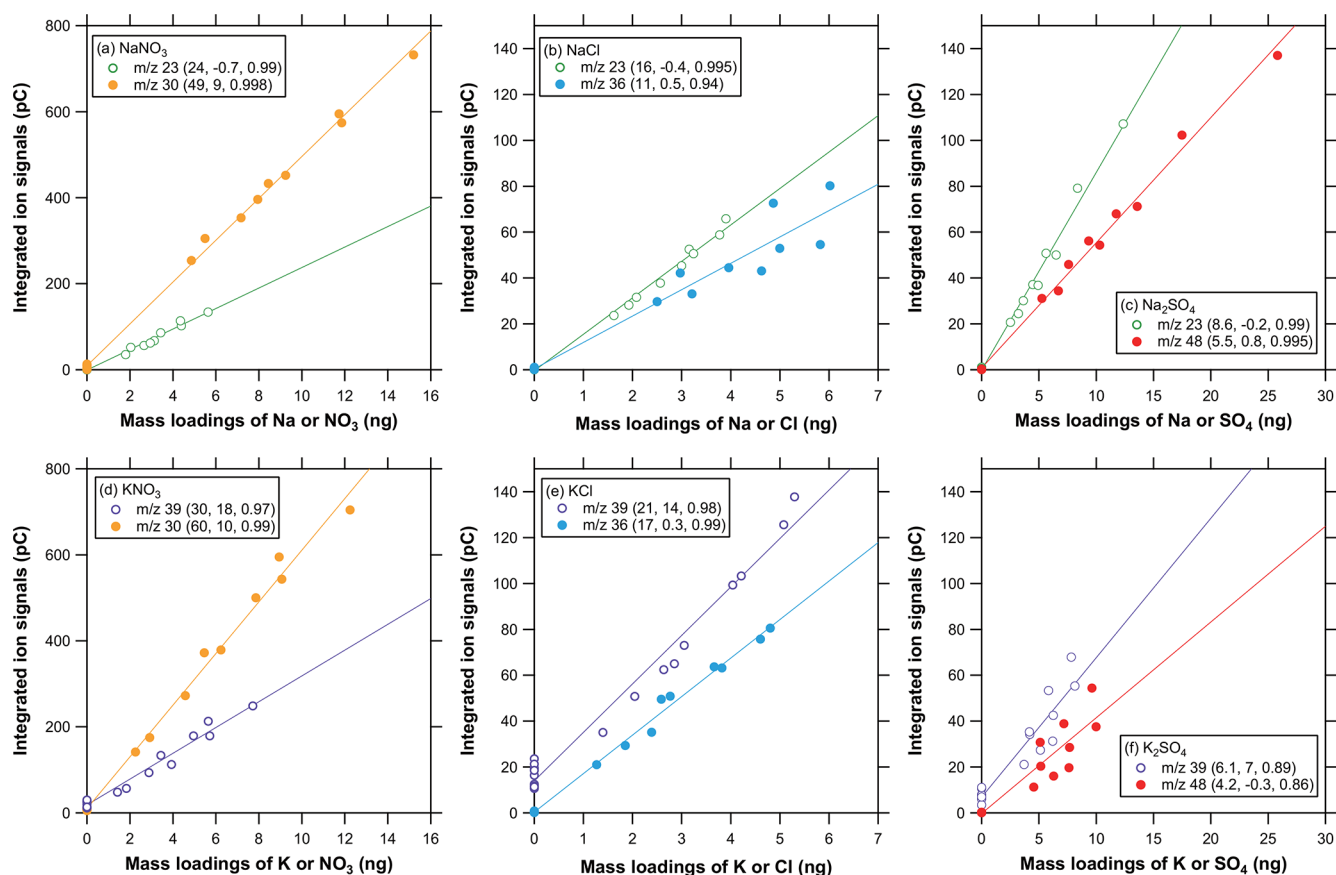 800
600
400
200
0
Integrated ion signals (pC)
(a) NaNO₃
m/z 23 (24, -0.7, 0.99)
m/z 30 (49, 9, 0.998)
0 2 4 6 8 10 12 14 16
Mass loadings of Na or NO₃ (ng)
140
120
100
80
60
40
20
0
Integrated ion signals (pC)
(b) NaCl
m/z 23 (16, -0.4, 0.995)
m/z 36 (11, 0.5, 0.94)
0 1 2 3 4 5 6 7
Mass loadings of Na or Cl (ng)
140
120
100
80
60
40
20
0
Integrated ion signals (pC)
(c) Na₂SO₄
m/z 23 (8.6, -0.2, 0.99)
m/z 48 (5.5, 0.8, 0.995)
0 5 10 15 20 25 30
Mass loadings of Na or SO₄ (ng)
800
600
400
200
0
Integrated ion signals (pC)
(d) KNO₃
m/z 39 (30, 18, 0.97)
m/z 30 (60, 10, 0.99)
0 2 4 6 8 10 12 14 16
Mass loadings of K or NO₃ (ng)
140
120
100
80
60
40
20
0
Integrated ion signals (pC)
(e) KCl
m/z 39 (21, 14, 0.98)
m/z 36 (17, 0.3, 0.99)
0 1 2 3 4 5 6 7
Mass loadings of K or Cl (ng)
140
120
100
80
60
40
20
0
Integrated ion signals (pC)
(f) K₂SO₄
m/z 39 (6.1, 7, 0.89)
m/z 48 (4.2, -0.3, 0.86)
0 5 10 15 20 25 30
Mass loadings of K or SO₄ (ng)